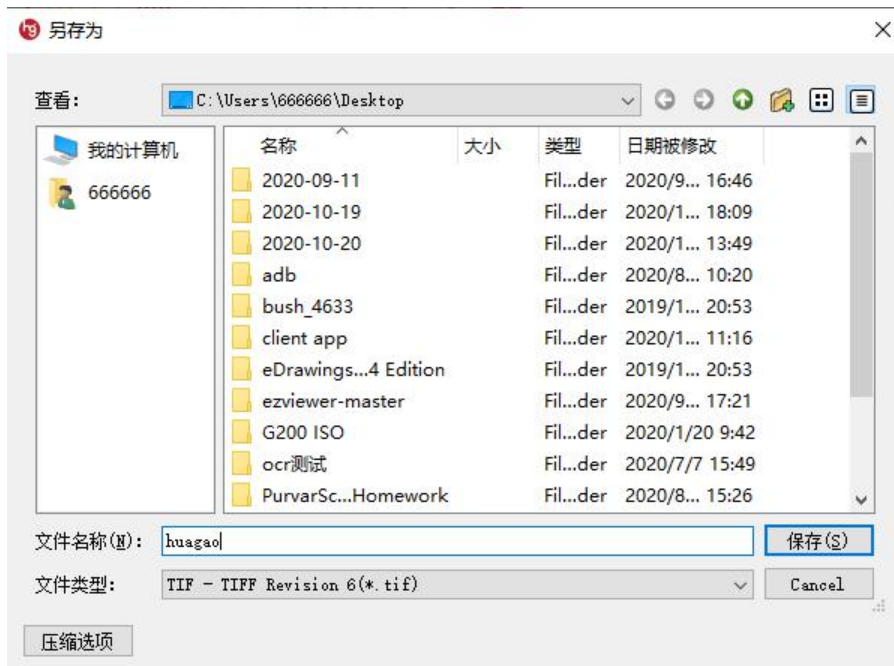 hg 另存为
查看: C:\Users\666666\Desktop
我的计算机
666666
名称 大小 类型 日期被修改
2020-09-11 Fil...der 2020/9... 16:46
2020-10-19 Fil...der 2020/1... 18:09
2020-10-20 Fil...der 2020/1... 13:49
adb Fil...der 2020/8... 10:20
bush_4633 Fil...der 2019/1... 20:53
client app Fil...der 2020/1... 11:16
eDrawings...4 Edition Fil...der 2019/1... 20:53
ezviewer-master Fil...der 2020/9... 17:21
G200 ISO Fil...der 2020/1/20 9:42
ocr测试 Fil...der 2020/7/7 15:49
PurvarSc...Homework Fil...der 2020/8... 15:26
文件名称(N): huagao 保存(S)
文件类型: TIF - TIFF Revision 6(*.tif) Cancel
压缩选项